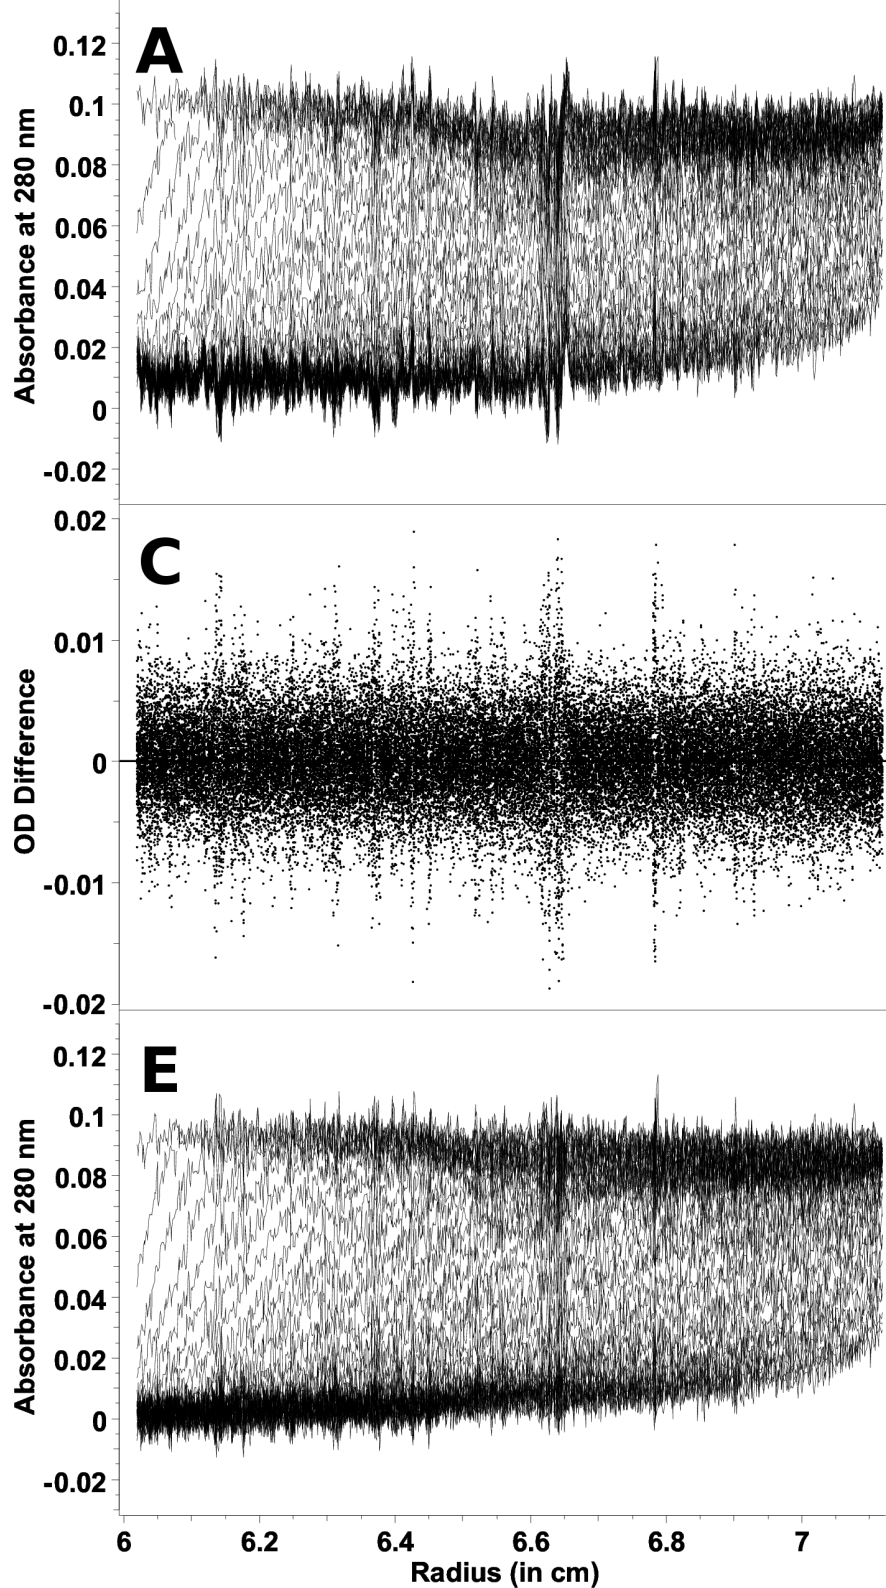 A
0.12
0.1
0.08
0.06
0.04
0.02
0
-0.02
Absorbance at 280 nm
C
0.02
0.01
0
-0.01
-0.02
OD Difference
E
0.12
0.1
0.08
0.06
0.04
0.02
0
-0.02
Absorbance at 280 nm
6 6.2 6.4 6.6 6.8 7
Radius (in cm)